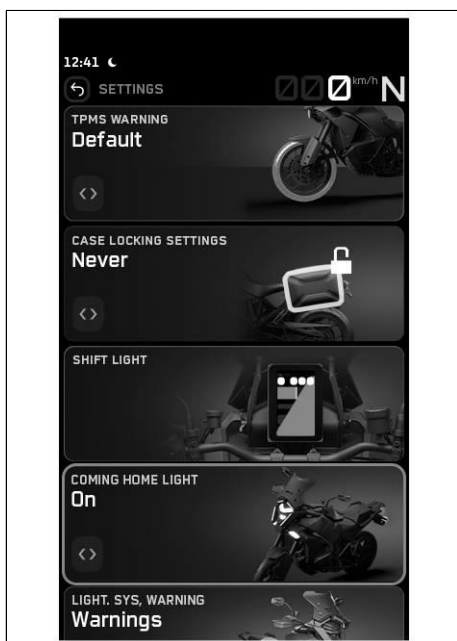 12:41
SETTINGS
000 km/h N
TPMS WARNING
Default
CASE LOCKING SETTINGS
Never
SHIFT LIGHT
COMING HOME LIGHT
On
LIGHT. SYS, WARNING
Warnings